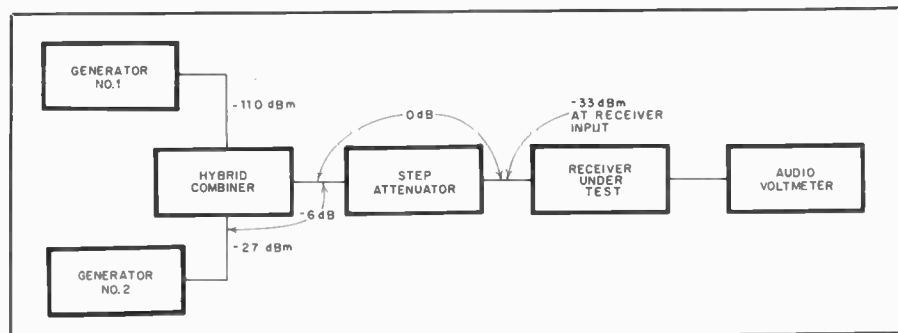 GENERATOR
NO.1
-110 dBm
0dB
-33dBm
AT RECEIVER
INPUT
HYBRID
COMBINER
STEP
ATTENUATOR
RECEIVER
UNDER
TEST
AUDIO
VOLTMETER
-6dB
-27 dBm
GENERATOR
NO.2